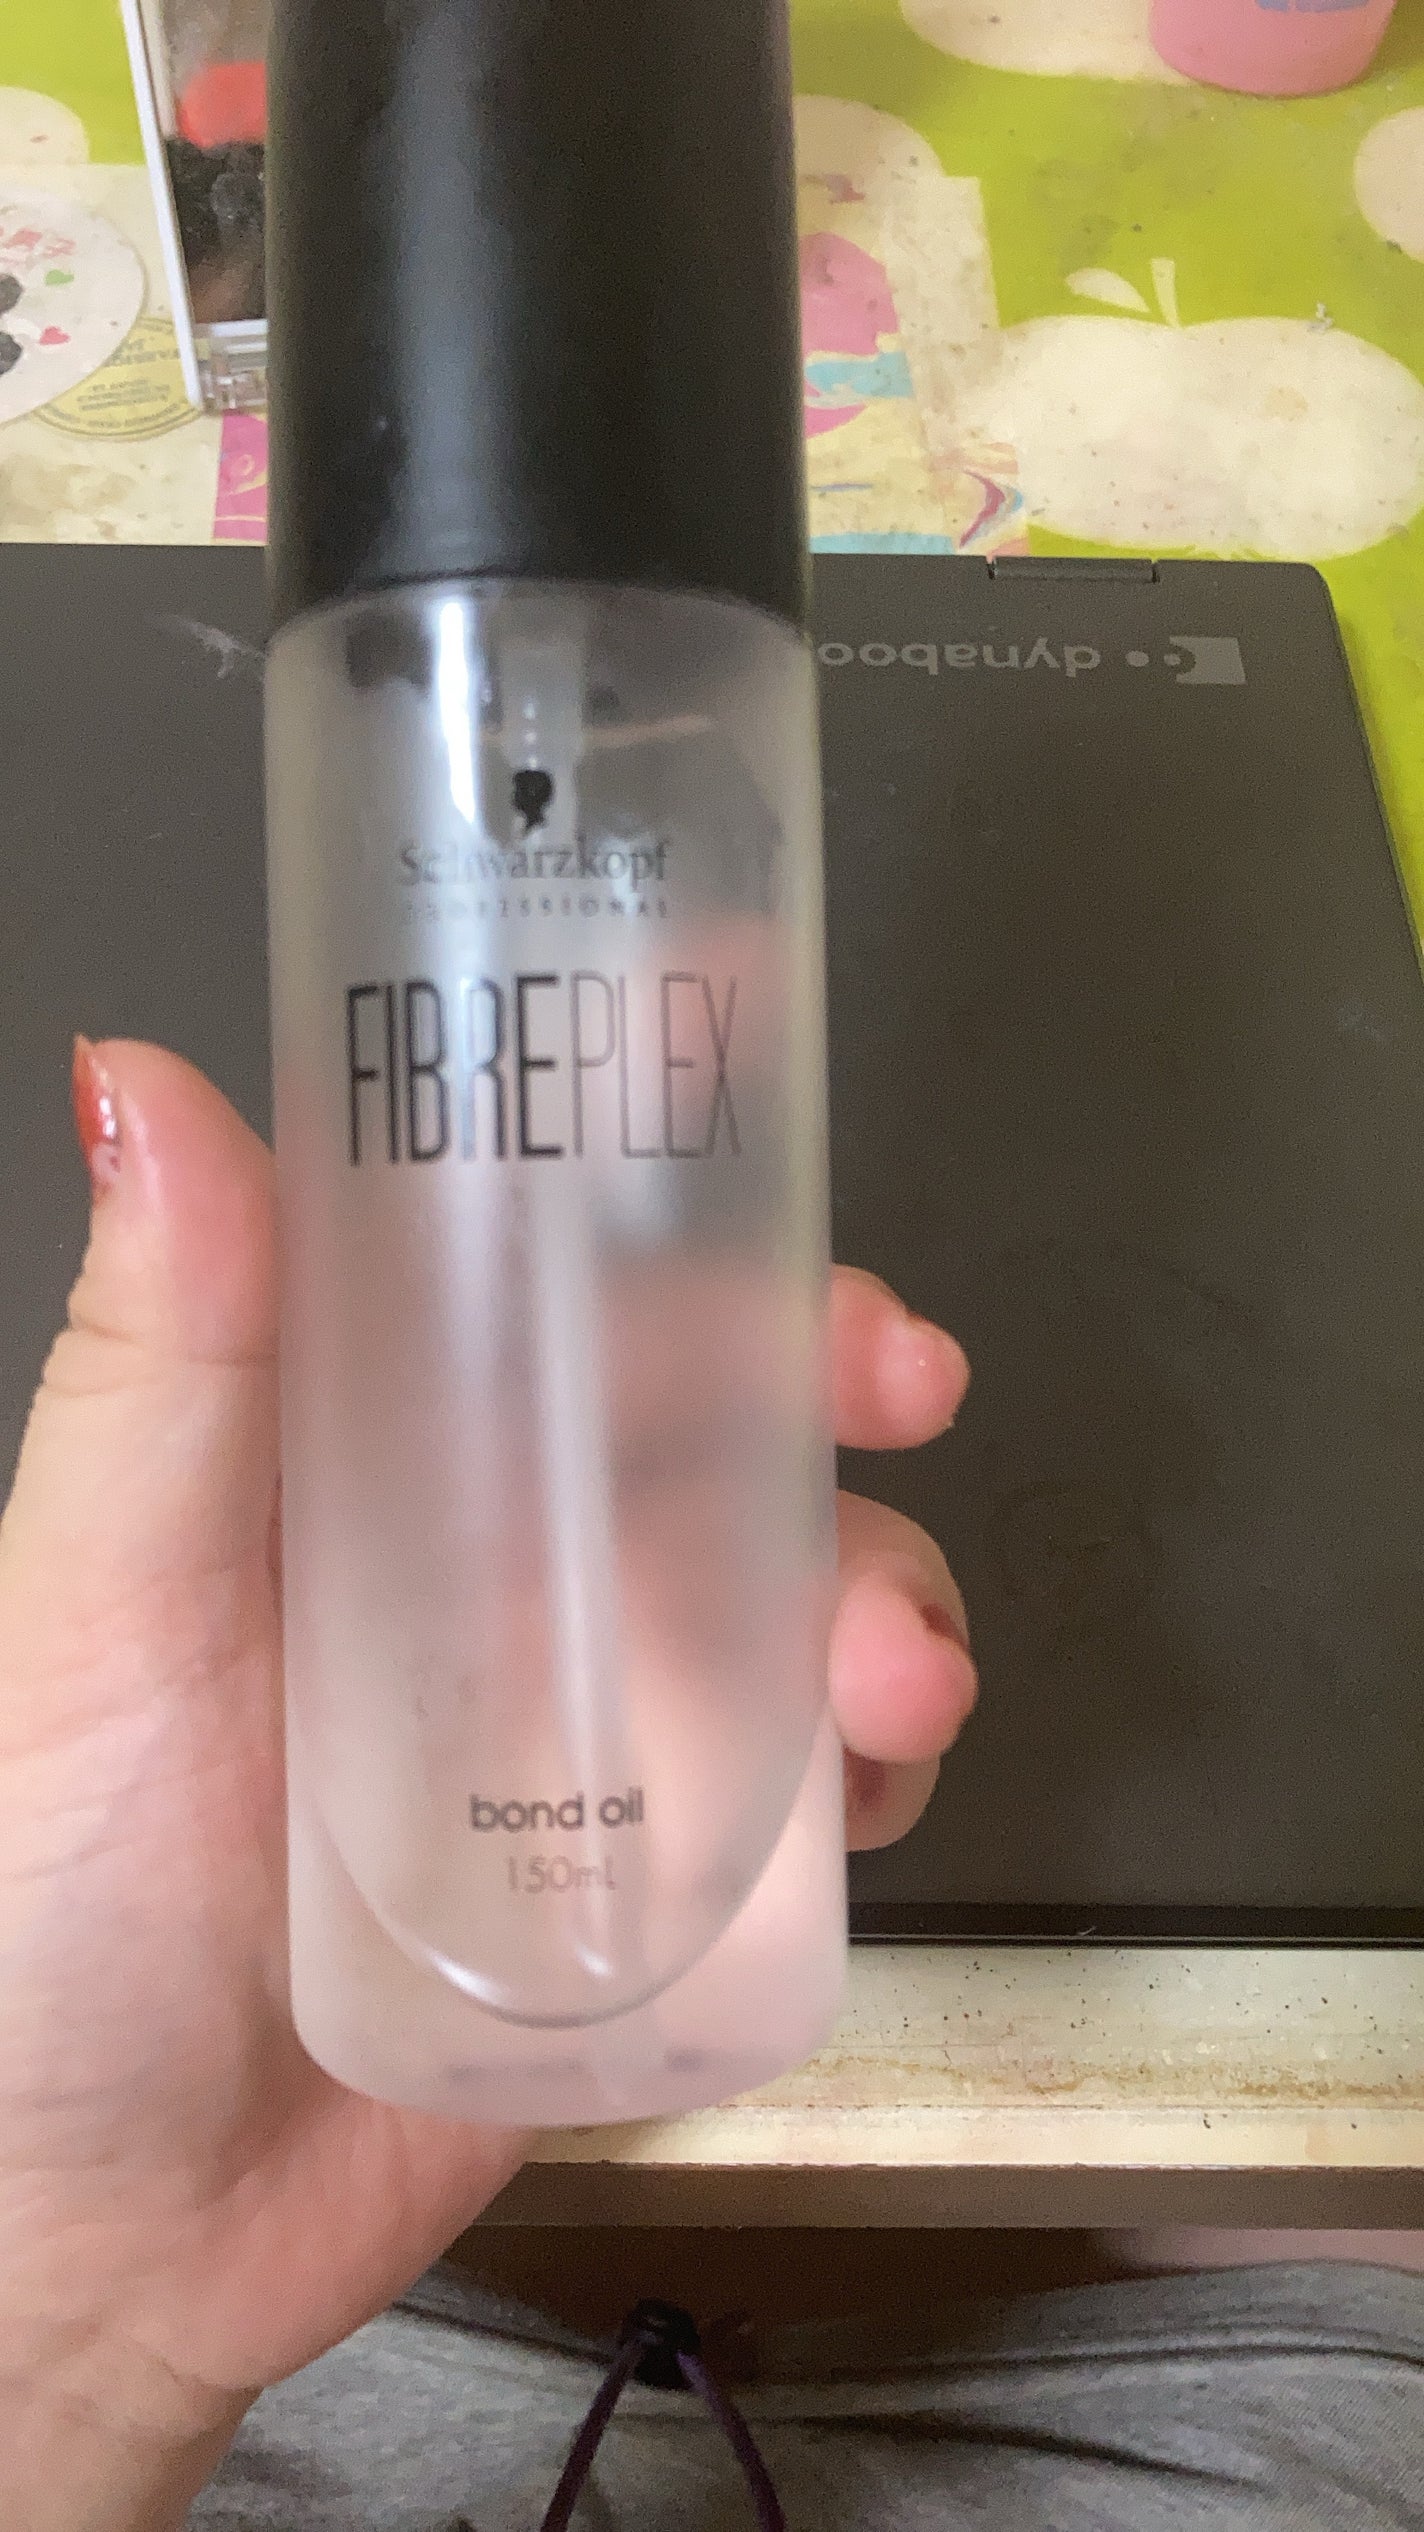 dynaboo
Schwarzkopf
PROFESSIONAL
FIBREPLEX
bond oil
150mL